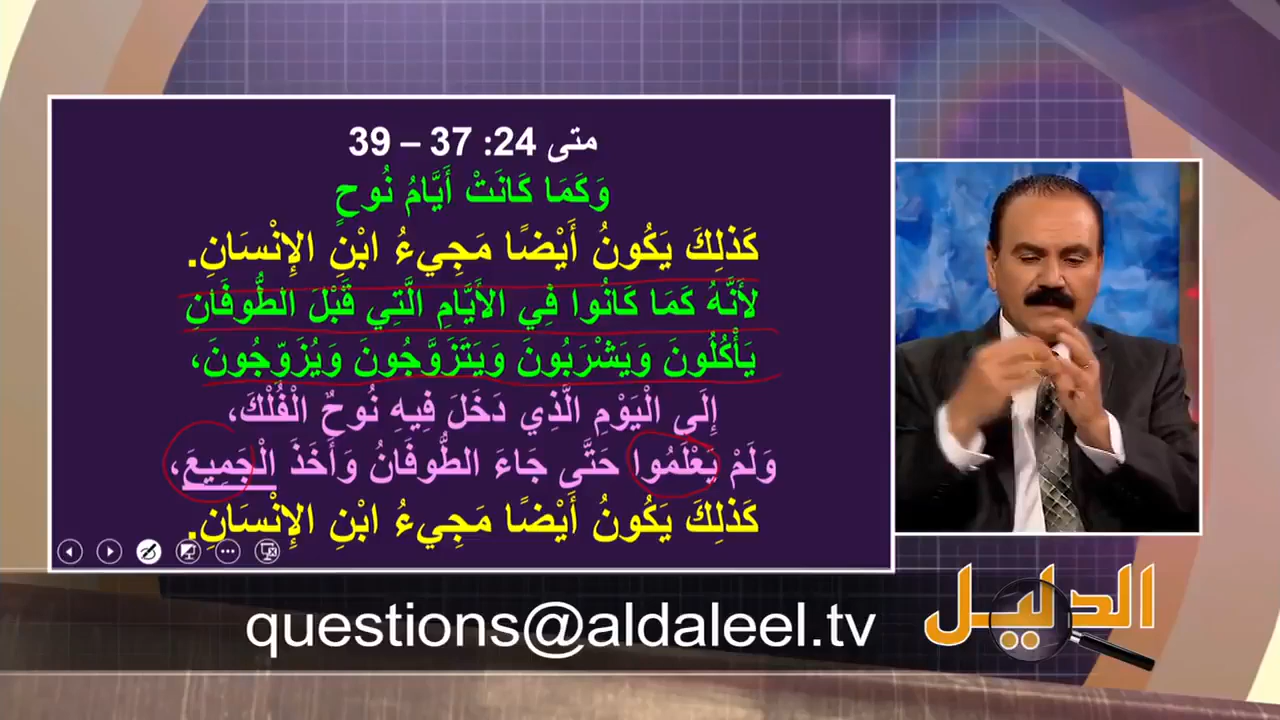 متى 24: 37 – 39
وَكَمَا كَانَتْ أَيَّامُ نُوحٍ
كَذلِكَ يَكُونُ أَيْضًا مَجِيءُ ابْنِ الإِنْسَانِ.
لأَنَّهُ كَمَا كَانُوا فِي الأَيَّامِ الَّتِي قَبْلَ الطُّوفَانِ
يَأْكُلُونَ وَيَشْرَبُونَ وَيَتَزَوَّجُونَ وَيُزَوِّجُونَ،
إِلَى الْيَوْمِ الَّذِي دَخَلَ فِيهِ نُوحٌ الْفُلْكَ،
وَلَمْ يَعْلَمُوا حَتَّى جَاءَ الطُّوفَانُ وَأَخَذَ الْجَمِيعَ،
كَذلِكَ يَكُونُ أَيْضًا مَجِيءُ ابْنِ الإِنْسَانِ.
questions@aldaleel.tv
الدليل